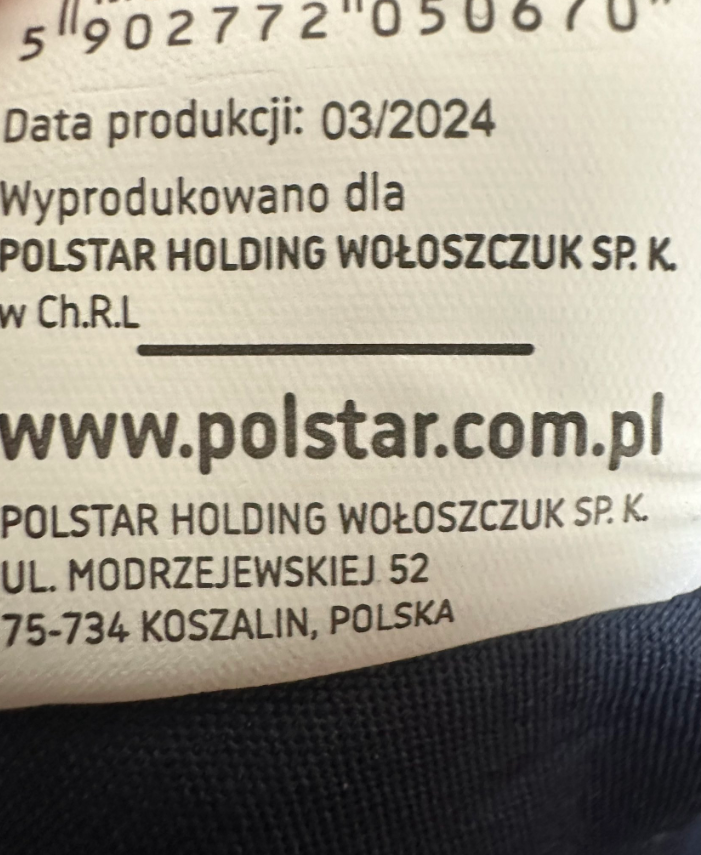 5 902772 050670
Data produkcji: 03/2024
Wyprodukowano dla
POLSTAR HOLDING WOŁOSZCZUK SP. K.
w Ch.R.L
www.polstar.com.pl
POLSTAR HOLDING WOŁOSZCZUK SP. K.
UL. MODRZEJEWSKIEJ 52
75-734 KOSZALIN, POLSKA